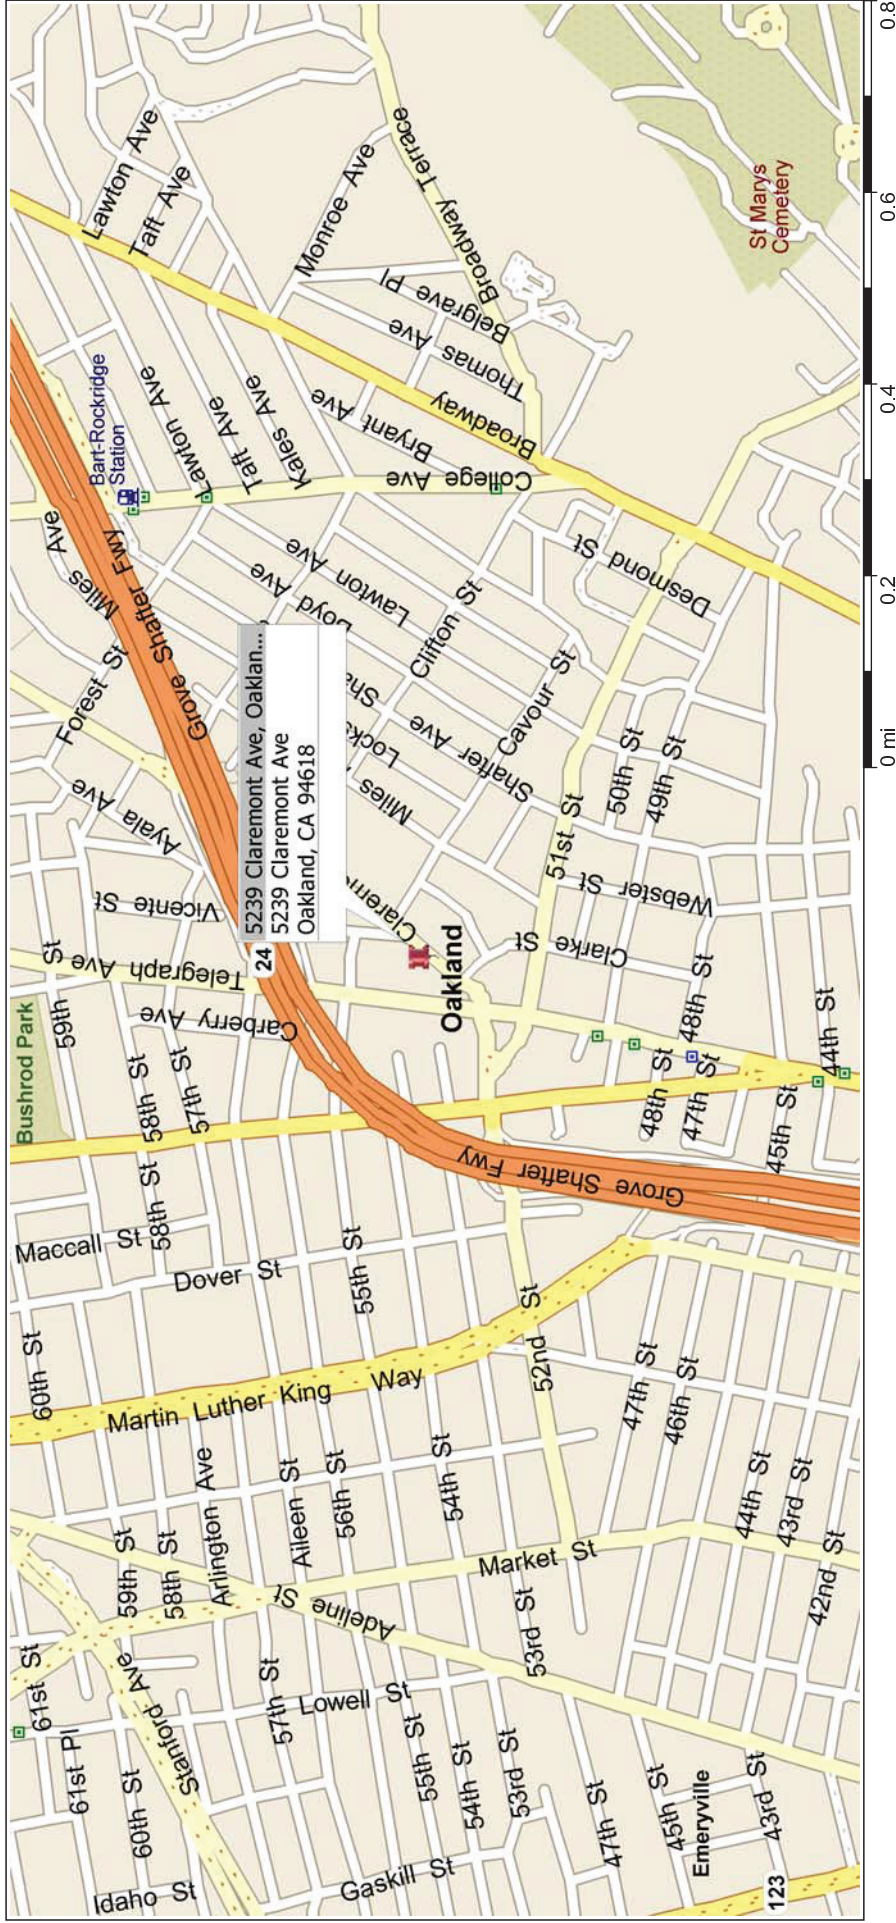 Lawton Ave
Taft Ave
Monroe Ave
Broadway Terrace
St Marys
Cemetery
Belgrave Pl
Thomas Ave
Broadway
Bryant Ave
College Ave
Bart-Rockridge
Station
Lawton Ave
Taft Ave
Kales Ave
Miles Ave
Grove Shafter Fwy
Forest St
Boyd Ave
Lawton Ave
Clifton St
Desmond St
Cavour St
Shafter Ave
Miles
Ayala Ave
Vicente St
5239 Claremont Ave, Oaklan...
5239 Claremont Ave
Oakland, CA 94618
50th St
49th St
51st St
Webster St
Clarke St
Oakland
24
Telegraph Ave
Carberry Ave
59th St
Bushrod Park
58th St
57th St
48th St
48th St
47th St
44th St
45th St
Grove Shafter Fwy
58th St
Maccall St
Dover St
55th St
52nd St
60th St
Martin Luther King Way
47th St
46th St
59th St
58th St
Arlington Ave
Aileen St
56th St
54th St
Market St
44th St
43rd St
42nd St
Adeline St
53rd St
61st St
61st Pl
60th St
Stanford Ave
57th St
Lowell St
55th St
54th St
53rd St
47th St
45th St
Emeryville
43rd St
Idaho St
Gaskill St
123
0 mi
0.2
0.4
0.6
0.8